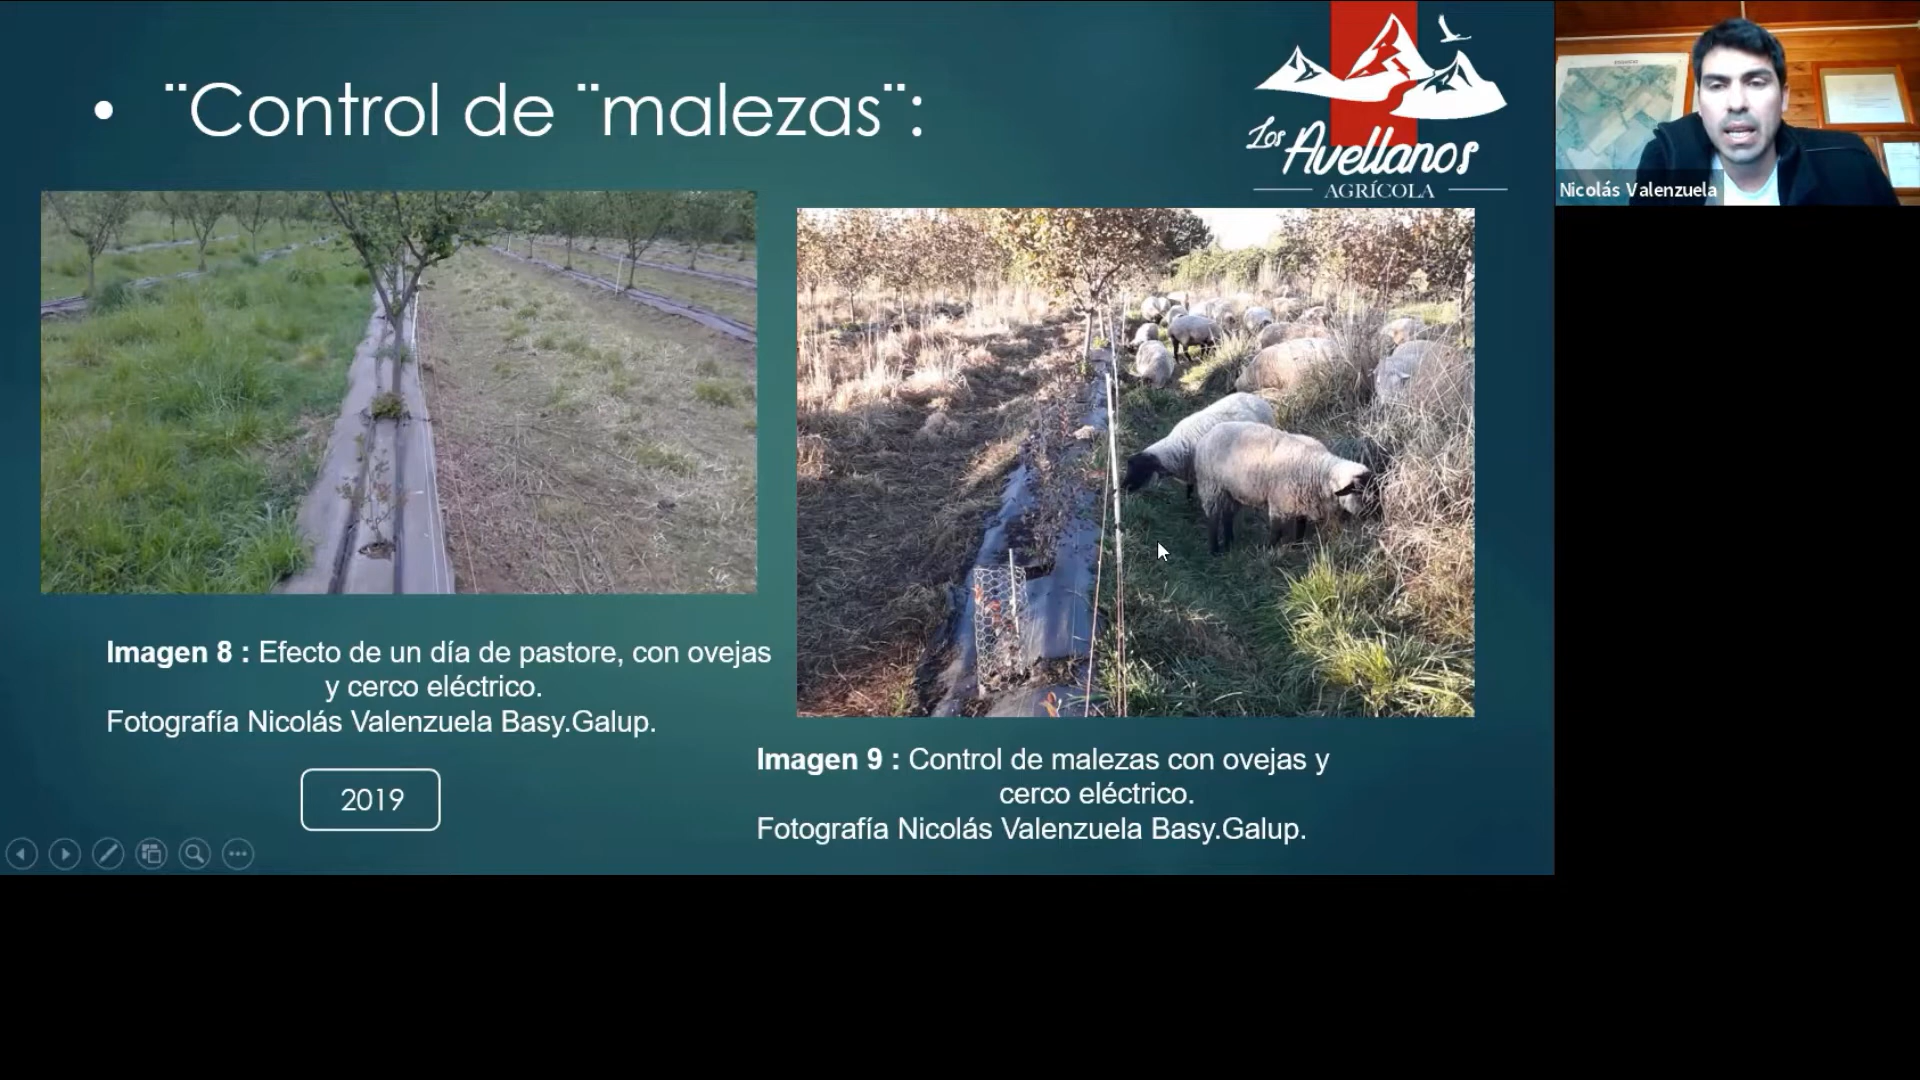 • ¨Control de ¨malezas¨:
Los
Avellanos
AGRÍCOLA
Nicolás Valenzuela
Imagen 8 : Efecto de un día de pastore, con ovejas
y cerco eléctrico.
Fotografía Nicolás Valenzuela Basy.Galup.
2019
Imagen 9 : Control de malezas con ovejas y
cerco eléctrico.
Fotografía Nicolás Valenzuela Basy.Galup.